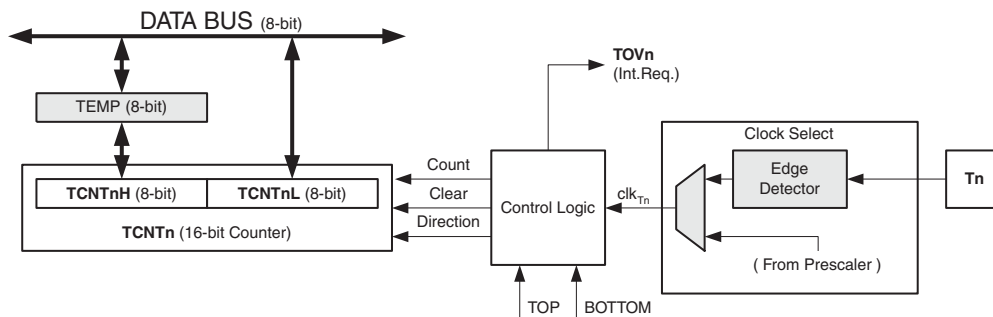 DATA BUS (8-bit)
TOVn
(Int.Req.)
TEMP (8-bit)
Clock Select
Count
Edge
Detector
Tn
TCNTnH (8-bit) TCNTnL (8-bit)
Clear
Control Logic
clkTn
TCNTn (16-bit Counter)
Direction
( From Prescaler )
TOP
BOTTOM